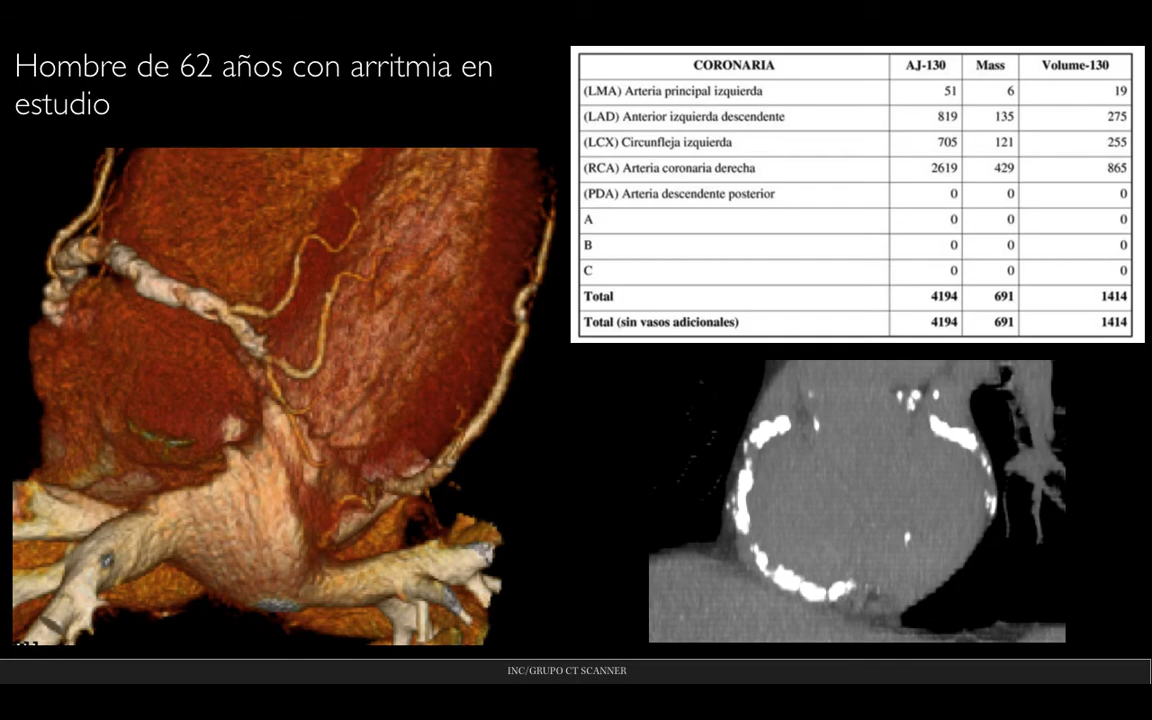 Hombre de 62 años con arritmia en
estudio
CORONARIA AJ-130 Mass Volume-130
(LMA) Arteria principal izquierda 51 6 19
(LAD) Anterior izquierda descendente 819 135 275
(LCX) Circunfleja izquierda 705 121 255
(RCA) Arteria coronaria derecha 2619 429 865
(PDA) Arteria descendente posterior 0 0 0
A 0 0 0
B 0 0 0
C 0 0 0
Total 4194 691 1414
Total (sin vasos adicionales) 4194 691 1414
INC/GRUPO CT SCANNER